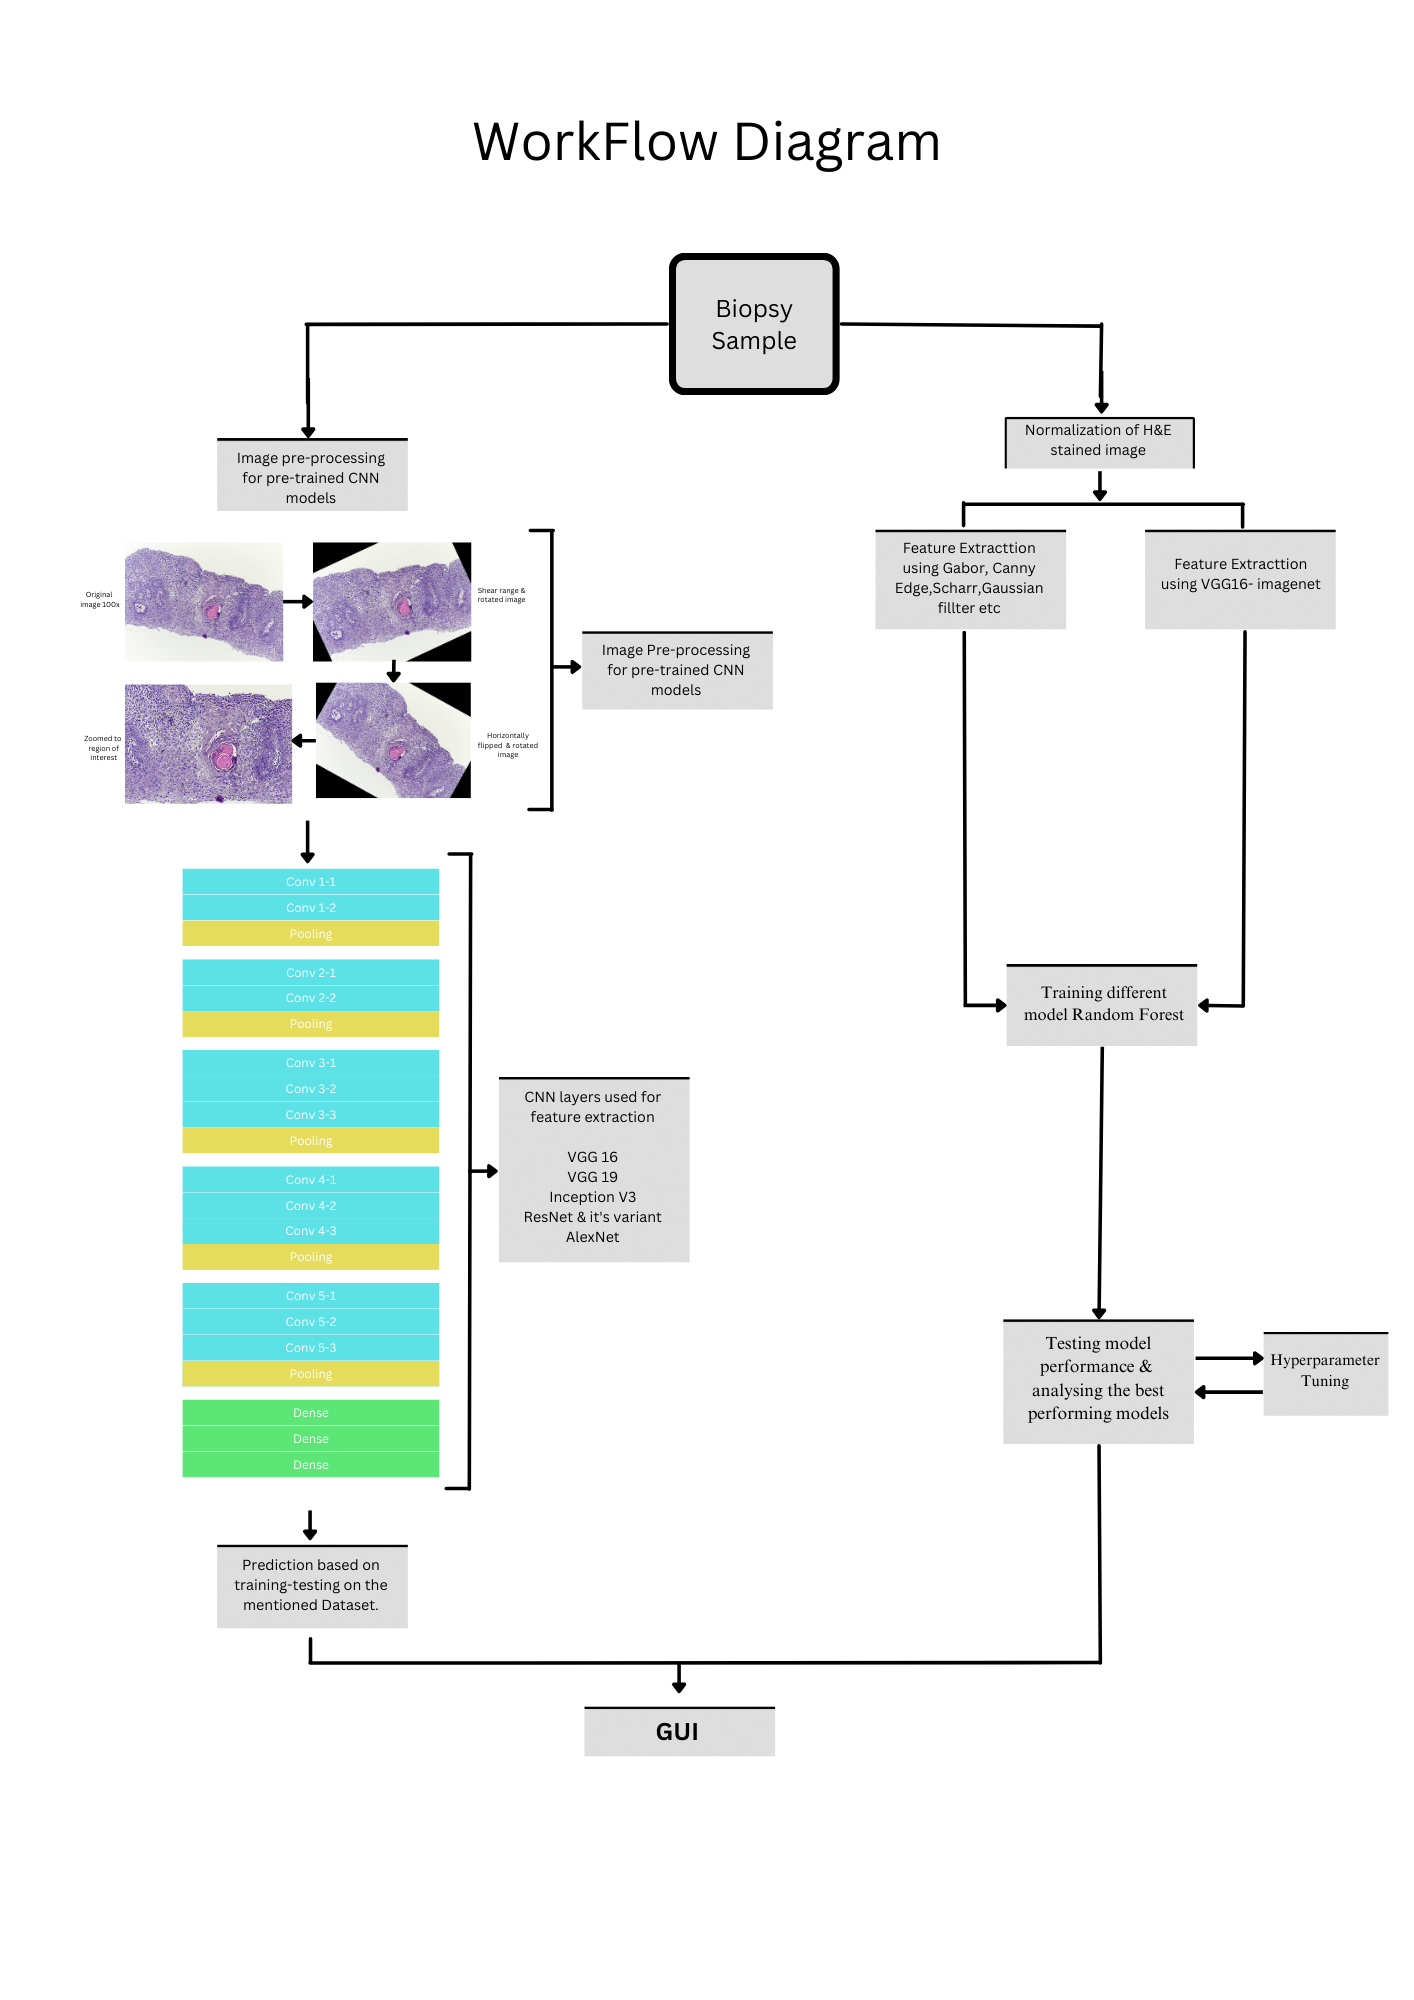 WorkFlow Diagram
Biopsy
Sample
Image pre-processing
for pre-trained CNN
models
Normalization of H&E
stained image
Feature Extracttion
using Gabor, Canny
Edge,Scharr,Gaussian
fillter etc
Feature Extracttion
using VGG16- imagenet
Original
image 100x
Shear range &
rotated image
Zoomed to
region of
interest
Horizontally
flipped & rotated
image
Image Pre-processing
for pre-trained CNN
models
Conv 1-1
Conv 1-2
Pooling
Conv 2-1
Conv 2-2
Pooling
Conv 3-1
Conv 3-2
Conv 3-3
Pooling
Conv 4-1
Conv 4-2
Conv 4-3
Pooling
Conv 5-1
Conv 5-2
Conv 5-3
Pooling
Dense
Dense
Dense
CNN layers used for
feature extraction
VGG 16
VGG 19
Inception V3
ResNet & it's variant
AlexNet
Training different
model Random Forest
Testing model
performance &
analysing the best
performing models
Hyperparameter
Tuning
Prediction based on
training-testing on the
mentioned Dataset.
GUI